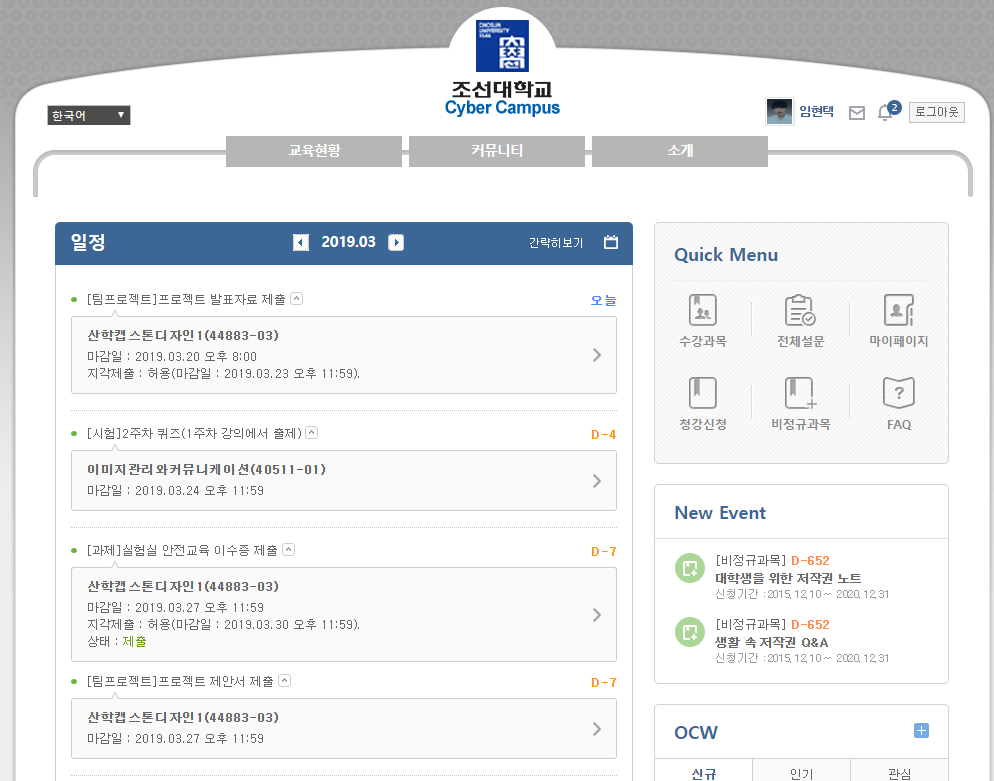 CHOSUN
UNIVERSITY
1946
조선대학교
Cyber Campus
한국어
임현택
2
로그아웃
교육현황
커뮤니티
소개
일정
2019.03
간략히보기
[팀프로젝트]프로젝트 발표자료 제출
오늘
산학캡스톤디자인1(44883-03)
마감일 : 2019.03.20 오후 8:00
지각제출 : 허용(마감일 : 2019.03.23 오후 11:59).
[시험]2주차 퀴즈(1주차 강의에서 출제)
D-4
이미지관리와커뮤니케이션(40511-01)
마감일 : 2019.03.24 오후 11:59
[과제]실험실 안전교육 이수증 제출
D-7
산학캡스톤디자인1(44883-03)
마감일 : 2019.03.27 오후 11:59
지각제출 : 허용(마감일 : 2019.03.30 오후 11:59).
상태 : 제출
[팀프로젝트]프로젝트 제안서 제출
D-7
산학캡스톤디자인1(44883-03)
마감일 : 2019.03.27 오후 11:59
Quick Menu
수강과목
전체설문
마이페이지
청강신청
비정규과목
FAQ
New Event
[비정규과목] D-652
대학생을 위한 저작권 노트
신청기간 : 2015.12.10 ~ 2020.12.31
[비정규과목] D-652
생활 속 저작권 Q&A
신청기간 : 2015.12.10 ~ 2020.12.31
OCW
신규
인기
관심